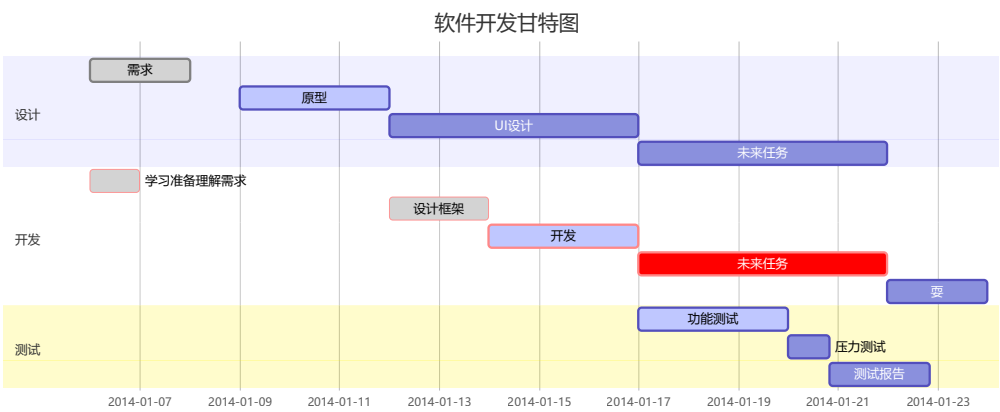 软件开发甘特图
需求
原型
设计
UI设计
未来任务
学习准备理解需求
设计框架
开发
开发
未来任务
耍
功能测试
测试
压力测试
测试报告
2014-01-07 2014-01-09 2014-01-11 2014-01-13 2014-01-15 2014-01-17 2014-01-19 2014-01-21 2014-01-23